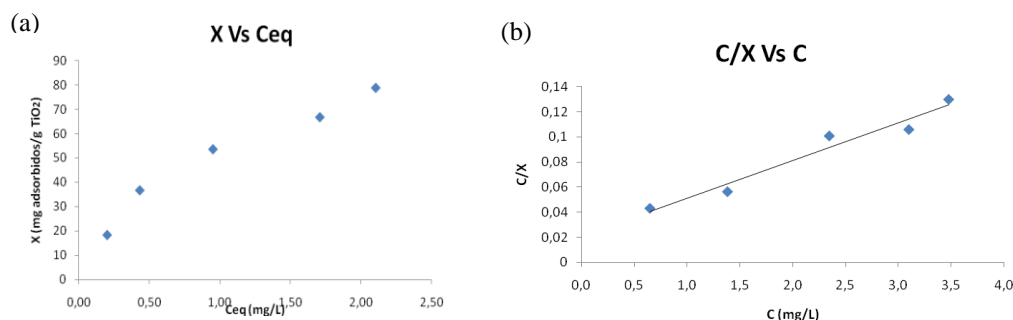 (a)
X Vs Ceq
X (mg adsorbidos/g TiO2)
90
80
70
60
50
40
30
20
10
0
0,00 0,50 1,00 1,50 2,00 2,50
Ceq (mg/L)
(b)
C/X Vs C
C/X
0,14
0,12
0,1
0,08
0,06
0,04
0,02
0
0,0 0,5 1,0 1,5 2,0 2,5 3,0 3,5 4,0
C (mg/L)